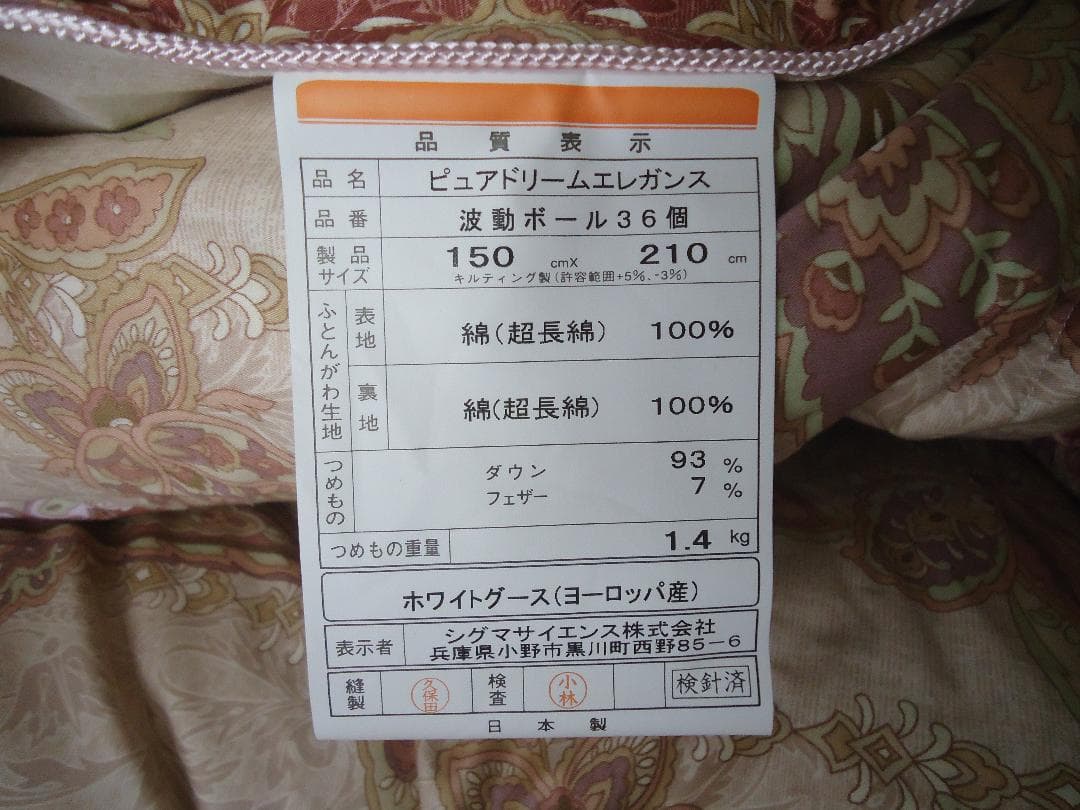 品質表示
品名 ピュアドリームエレガンス
品番 波動ボール36個
製品サイズ 150 cmX 210 cm
キルティング製(許容範囲+5%.-3%)
ふとんがわ生地 表地 綿(超長綿) 100%
裏地 綿(超長綿) 100%
つめもの ダウン 93 %
フェザー 7 %
つめもの重量 1.4 kg
ホワイトグース(ヨーロッパ産)
表示者 シグマサイエンス株式会社
兵庫県小野市黒川町西野85-6
縫製 久保田 検査 小林 検針済
日本製